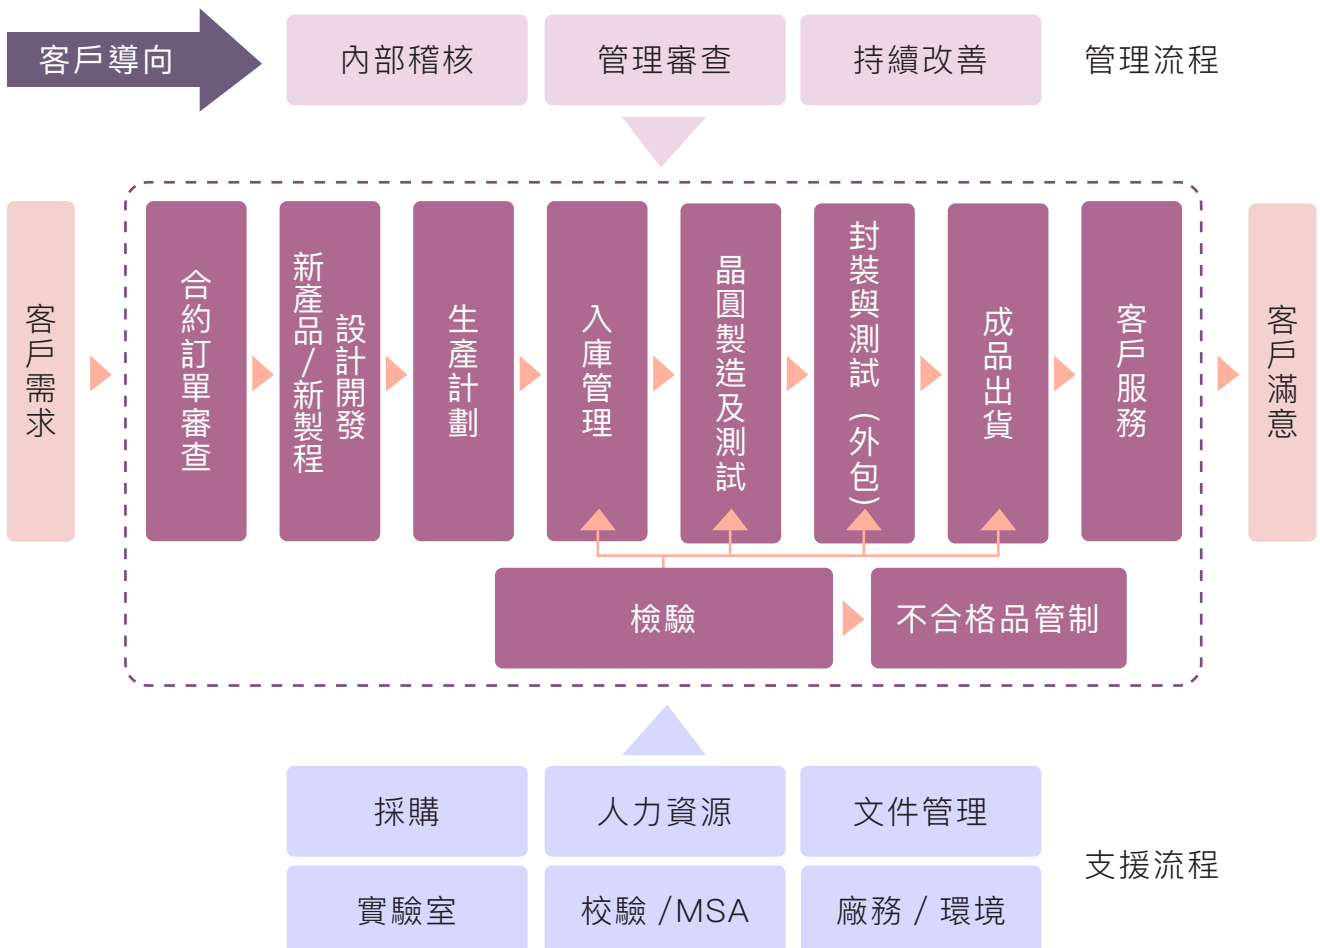 客戶導向
內部稽核
管理審查
持續改善
管理流程
客戶需求
合約訂單審查
新產品/新製程
設計開發
生產計劃
入庫管理
晶圓製造及測試
封裝與測試（外包）
成品出貨
客戶服務
客戶滿意
檢驗
不合格品管制
採購
人力資源
文件管理
支援流程
實驗室
校驗 /MSA
廠務 / 環境